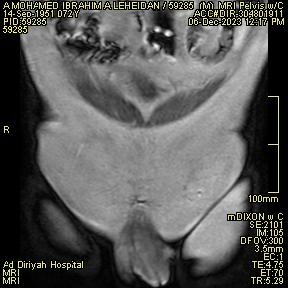 A MOHAMED IBRAHIM A LEHEIDAN / 59285 (M) MRI Pelvis w/C
14-Sep-1951 072Y ACC#DIR:304801911
PID:59285 06-Dec-2023 12:17 PM
59285
R
100mm
mDIXON w C
SE:2101
IM:105
DFOV:300
3.5mm
Ad Diriyah Hospital EC:1
MRI TE:4.75
MRI ET:70
TR:5.29